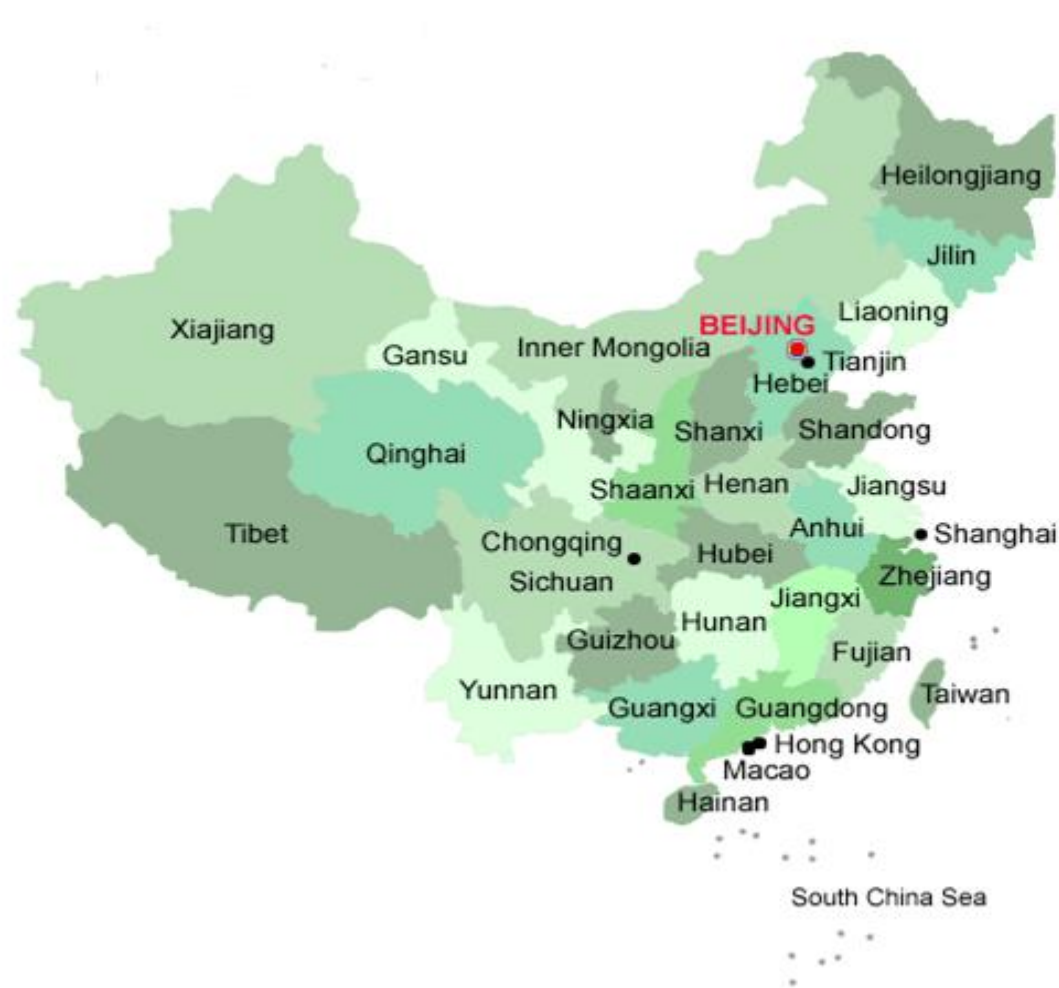 Heilongjiang
Jilin
Liaoning
BEIJING
Xiajiang
Inner Mongolia
Gansu
Tianjin
Hebei
Ningxia
Shanxi
Shandong
Qinghai
Shaanxi
Henan
Jiangsu
Tibet
Anhui
Shanghai
Chongqing
Hubei
Sichuan
Zhejiang
Jiangxi
Hunan
Guizhou
Fujian
Yunnan
Taiwan
Guangxi
Guangdong
Hong Kong
Macao
Hainan
South China Sea